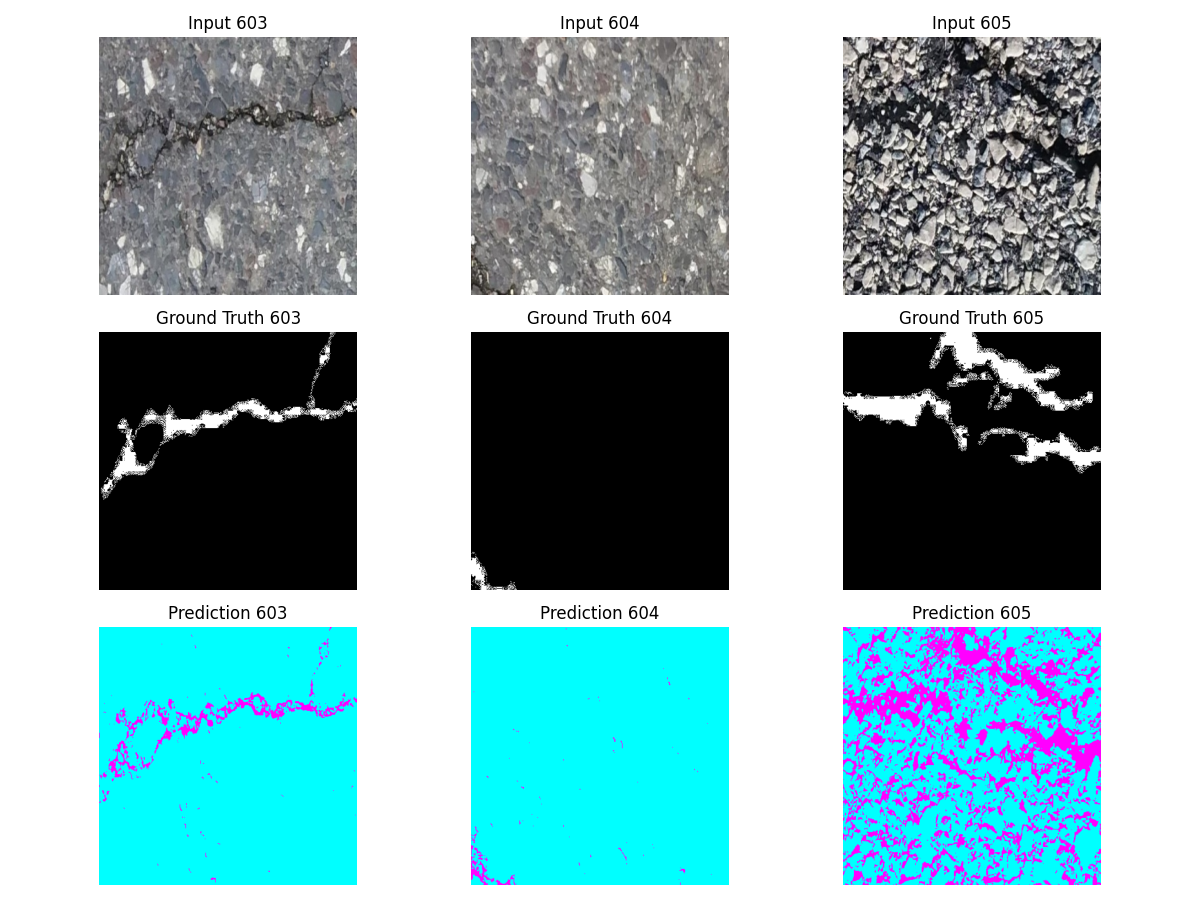 Input 603
Input 604
Input 605
Ground Truth 603
Ground Truth 604
Ground Truth 605
Prediction 603
Prediction 604
Prediction 605